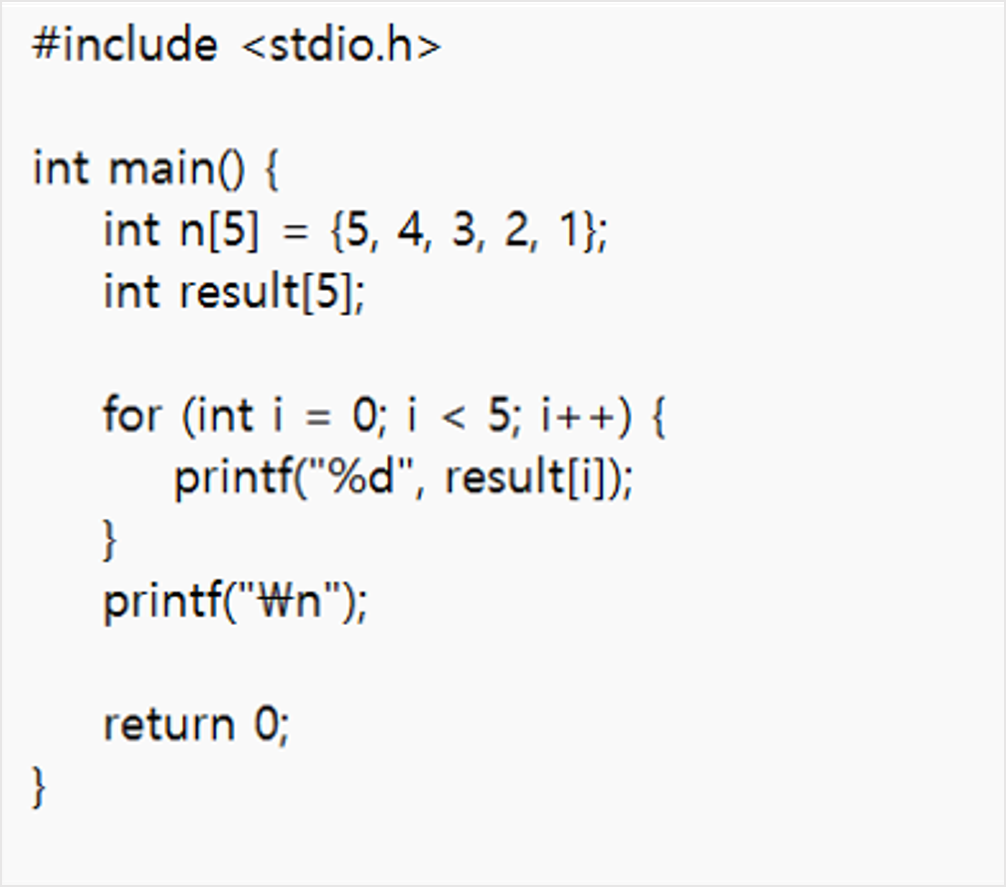 #include <stdio.h>
int main() {
int n[5] = {5, 4, 3, 2, 1};
int result[5];
for (int i = 0; i < 5; i++) {
printf("%d", result[i]);
}
printf("₩n");
return 0;
}